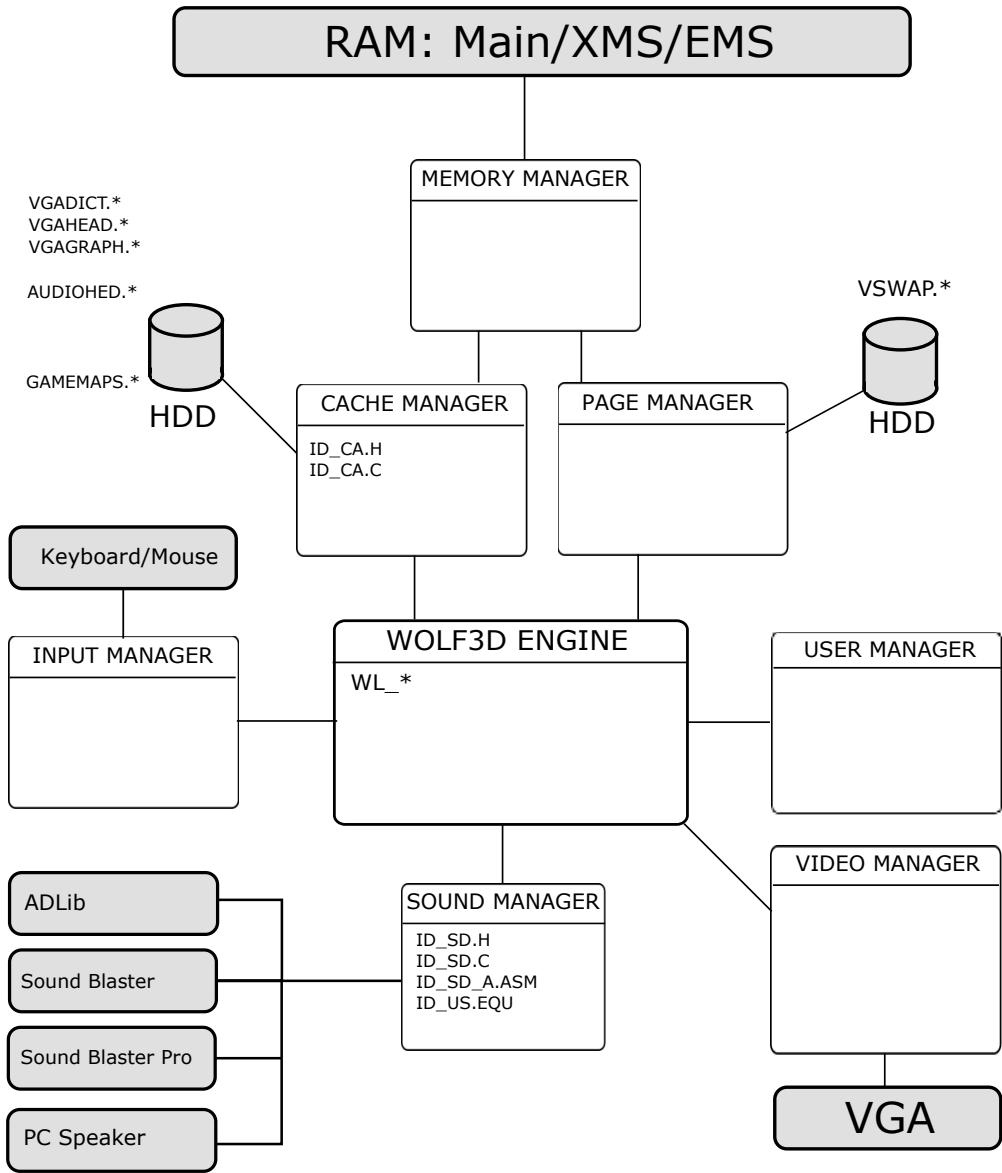 RAM: Main/XMS/EMS
MEMORY MANAGER
VGADICT.*
VGAHEAD.*
VGAGRAPH.*
AUDIOHED.*
GAMEMAPS.*
HDD
VSWAP.*
HDD
CACHE MANAGER
ID_CA.H
ID_CA.C
PAGE MANAGER
Keyboard/Mouse
INPUT MANAGER
WOLF3D ENGINE
WL_*
USER MANAGER
VIDEO MANAGER
SOUND MANAGER
ID_SD.H
ID_SD.C
ID_SD_A.ASM
ID_US.EQU
ADLib
Sound Blaster
Sound Blaster Pro
PC Speaker
VGA